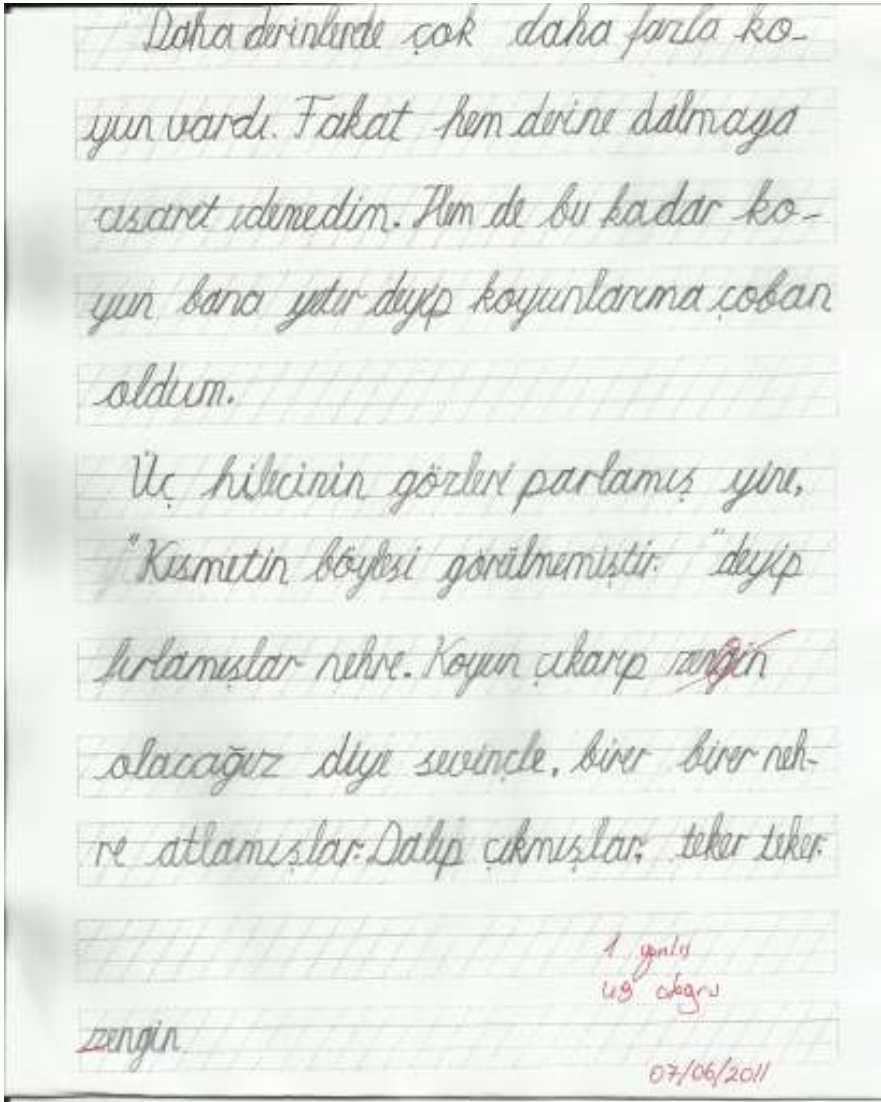 "Daha derinlerde çok daha fazla ko-
yun vardı. Fakat hem derine dalmaya
cısaret idemedim. Hem de bu kadar ko-
yun bana yeter deyip koyunlarıma çoban
oldum.
Üç hilecinin gözleri parlamış yine,
"Kısmetin böylesi görülmemiştir. "deyip
fırlamışlar nehre. Koyun çıkarıp zengin
olacağız diye sevinçle, birer birer neh-
re atlamışlar. Dalıp çıkmışlar, teker teker.
1 yanlış
49 doğru
zengin
07/06/2011